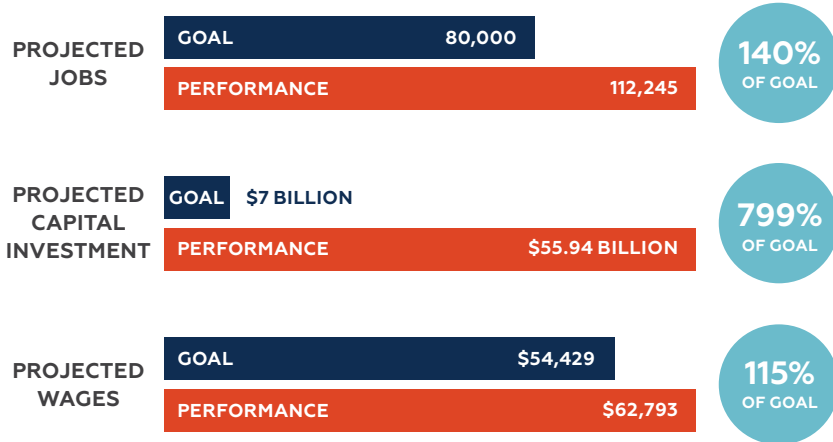 PROJECTED
JOBS
GOAL 80,000
PERFORMANCE 112,245
140%
OF GOAL
PROJECTED
CAPITAL
INVESTMENT
GOAL $7 BILLION
PERFORMANCE $55.94 BILLION
799%
OF GOAL
PROJECTED
WAGES
GOAL $54,429
PERFORMANCE $62,793
115%
OF GOAL